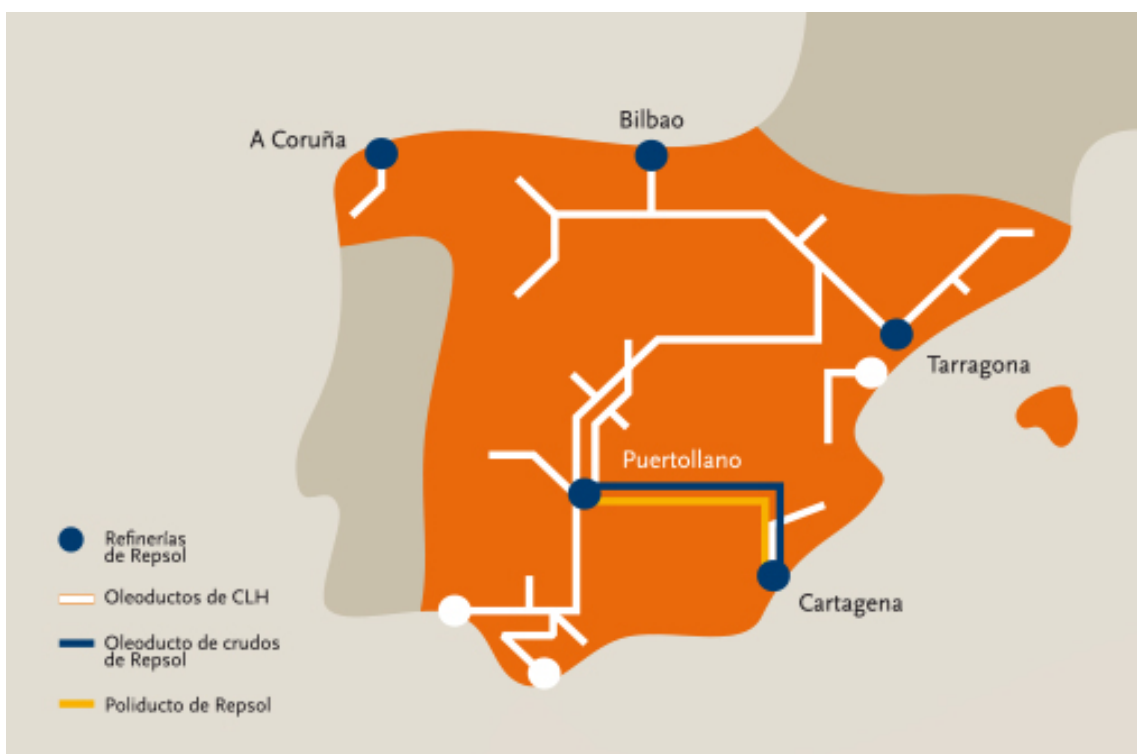 Bilbao
A Coruña
Tarragona
Puertollano
Cartagena
Refinerías
de Repsol
Oleoductos de CLH
Oleoducto de crudos
de Repsol
Poliducto de Repsol